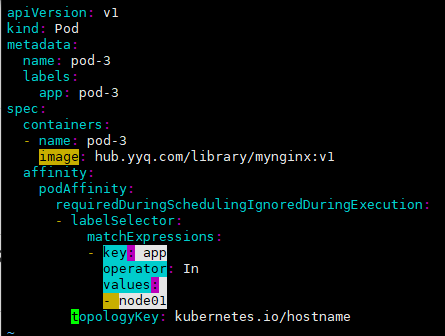 apiVersion: v1
kind: Pod
metadata:
  name: pod-3
  labels:
    app: pod-3
spec:
  containers:
  - name: pod-3
    image: hub.yyq.com/library/mynginx:v1
  affinity:
    podAffinity:
      requiredDuringSchedulingIgnoredDuringExecution:
      - labelSelector:
          matchExpressions:
          - key: app
            operator: In
            values:
            - node01
        topologyKey: kubernetes.io/hostname
~